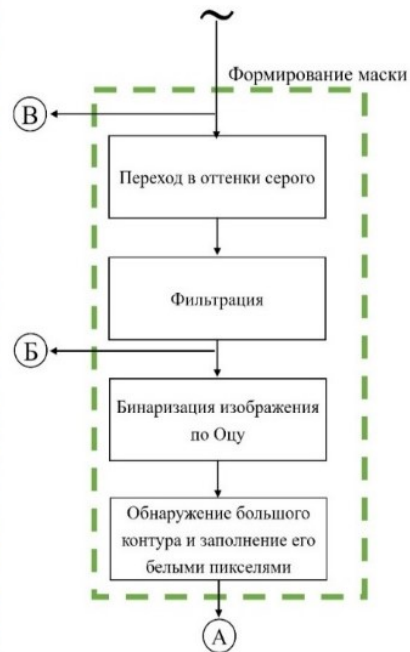 Формирование маски
В
Переход в оттенки серого
Фильтрация
Б
Бинаризация изображения
по Оцу
Обнаружение большого
контура и заполнение его
белыми пикселями
А